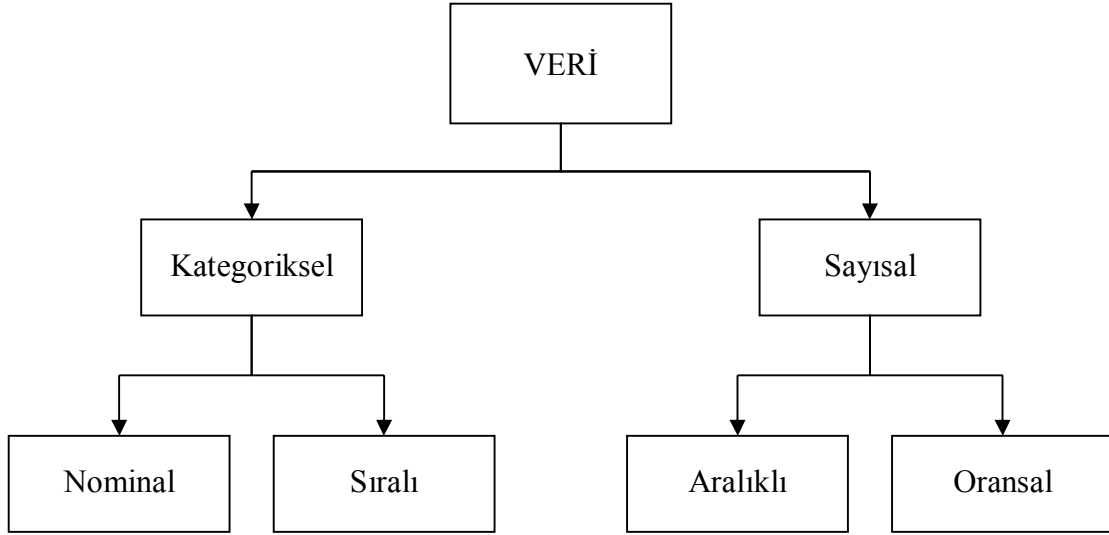 VERİ
Kategoriksel
Sayısal
Nominal
Sıralı
Aralıklı
Oransal